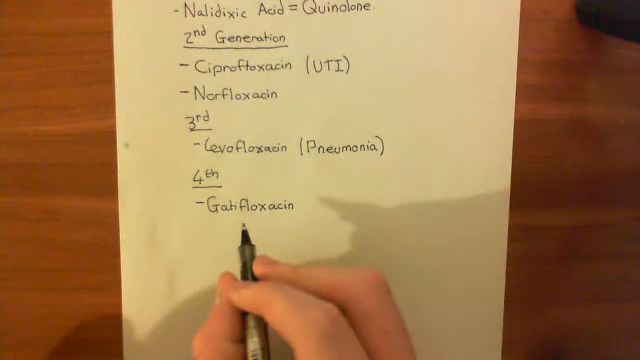 - Nalidixic Acid = Quinolone.
2nd Generation
- Ciprofloxacin (UTI)
- Norfloxacin
3rd
- Levofloxacin (Pneumonia)
4th
- Gatifloxacin